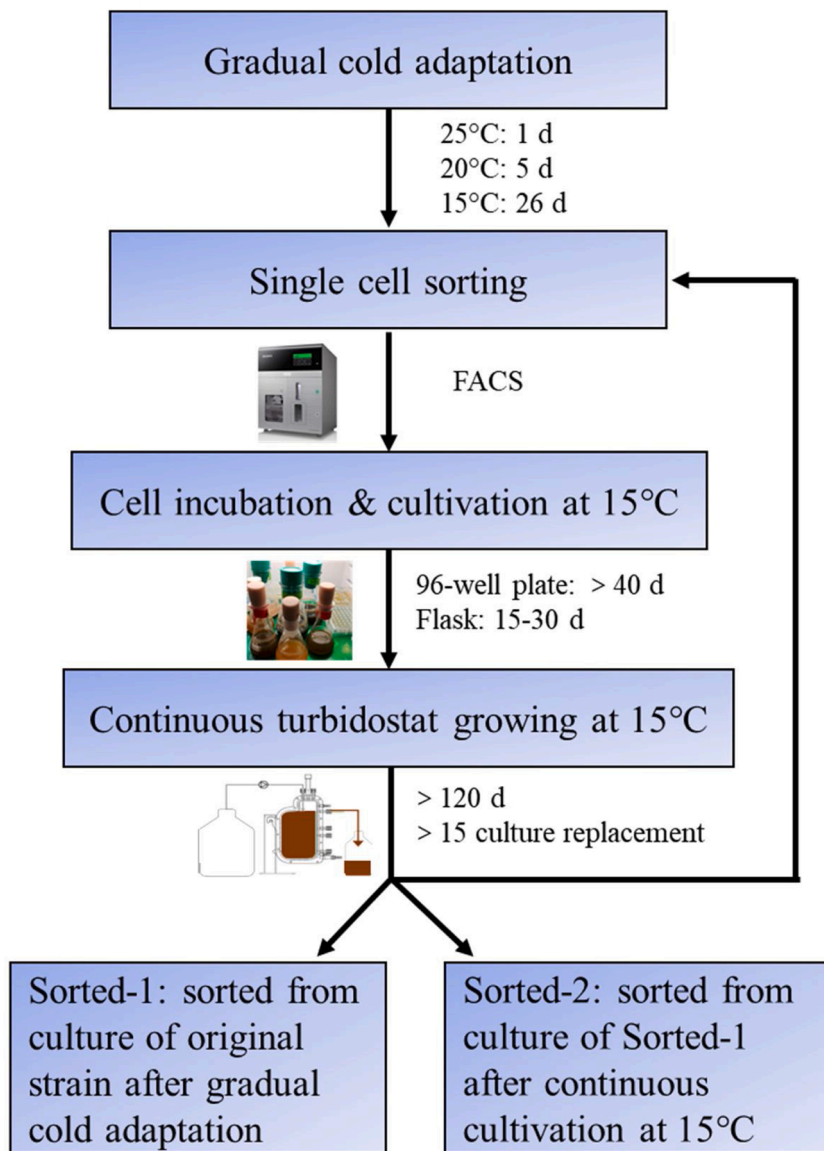 Gradual cold adaptation
25°C: 1 d
20°C: 5 d
15°C: 26 d
Single cell sorting
FACS
Cell incubation & cultivation at 15°C
96-well plate: > 40 d
Flask: 15-30 d
Continuous turbidostat growing at 15°C
> 120 d
> 15 culture replacement
Sorted-1: sorted from
culture of original
strain after gradual
cold adaptation
Sorted-2: sorted from
culture of Sorted-1
after continuous
cultivation at 15°C